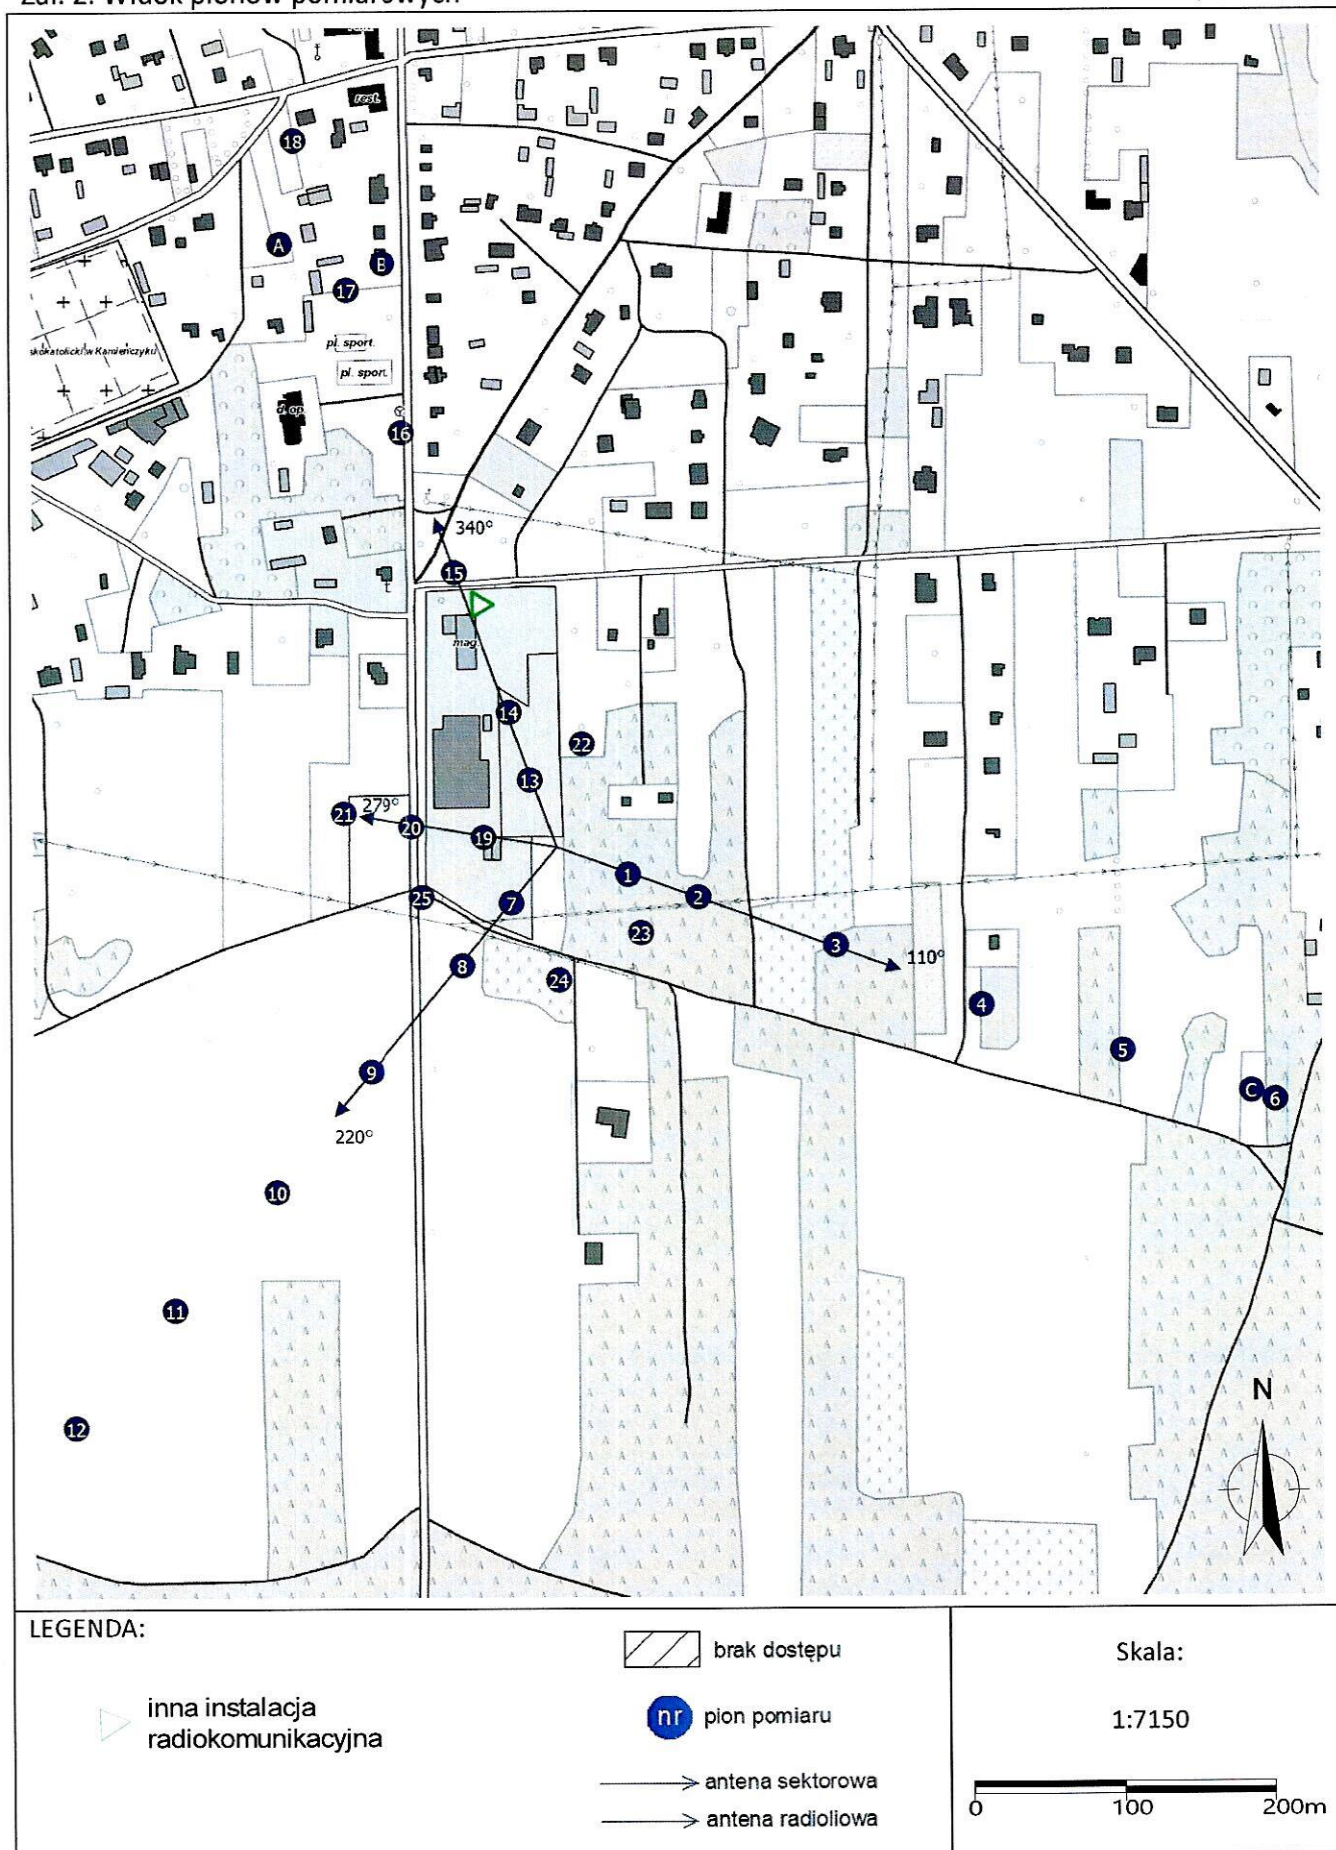 Zał. 2. Widok pionów pomiarowych
rest.
18
A
B
17
skokatolicki w Kamieńczyku
pl. sport.
pl. sport.
d. op.
16
340°
15
mag.
14
22
13
279°
21
20
19
1
2
25
7
23
3
110°
8
24
4
5
9
C
6
220°
10
11
12
N
LEGENDA:
inna instalacja
radiokomunikacyjna
brak dostępu
nr pion pomiaru
antena sektorowa
antena radioliowa
Skala:
1:7150
0 100 200m